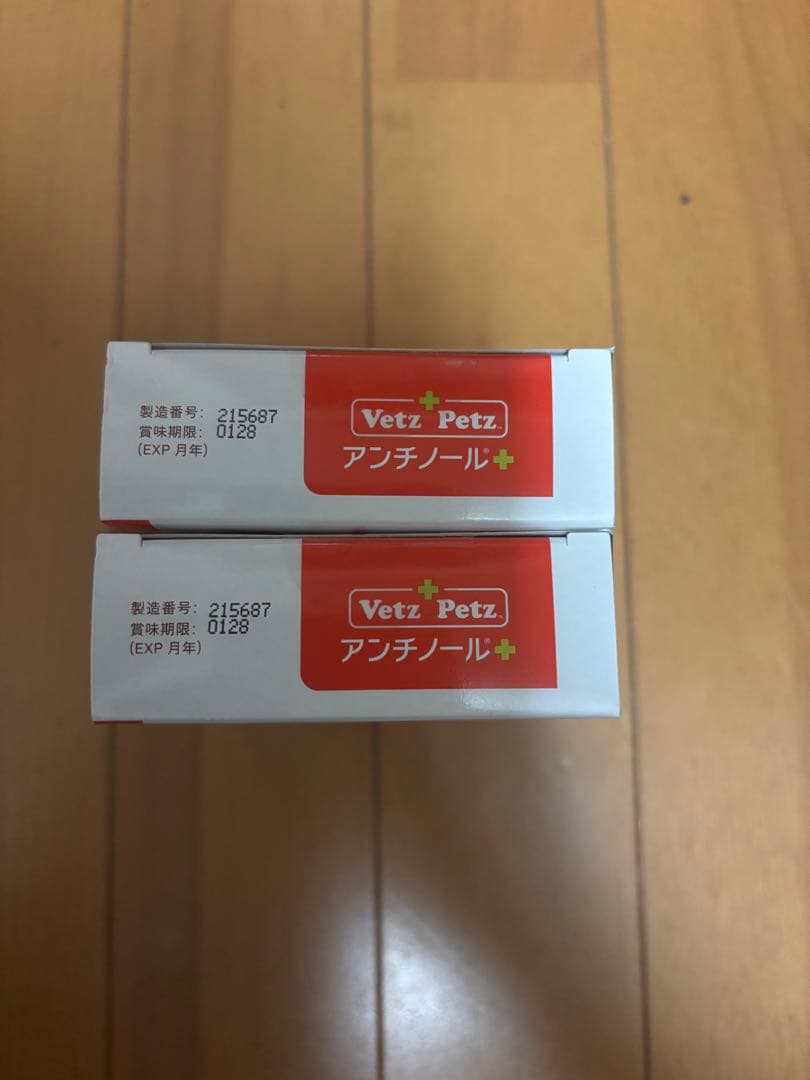 製造番号: 215687
賞味期限: 0128
(EXP 月年)
Vetz Petz™
アンチノール®
製造番号: 215687
賞味期限: 0128
(EXP 月年)
Vetz Petz™
アンチノール®